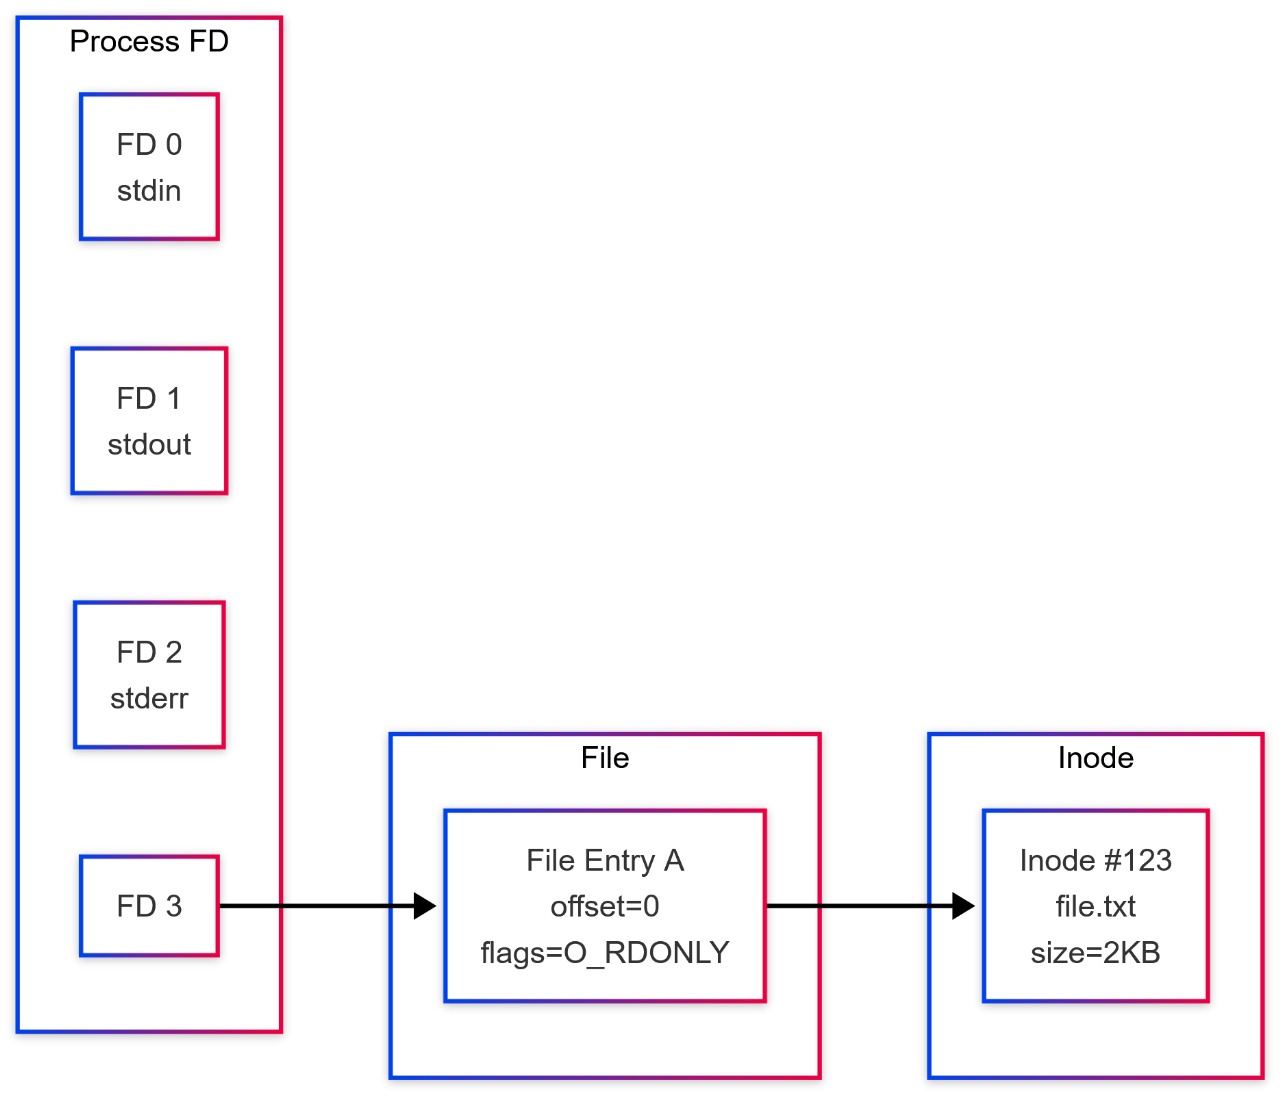 Process FD
FD 0
stdin
FD 1
stdout
FD 2
stderr
FD 3
File
File Entry A
offset=0
flags=O_RDONLY
Inode
Inode #123
file.txt
size=2KB